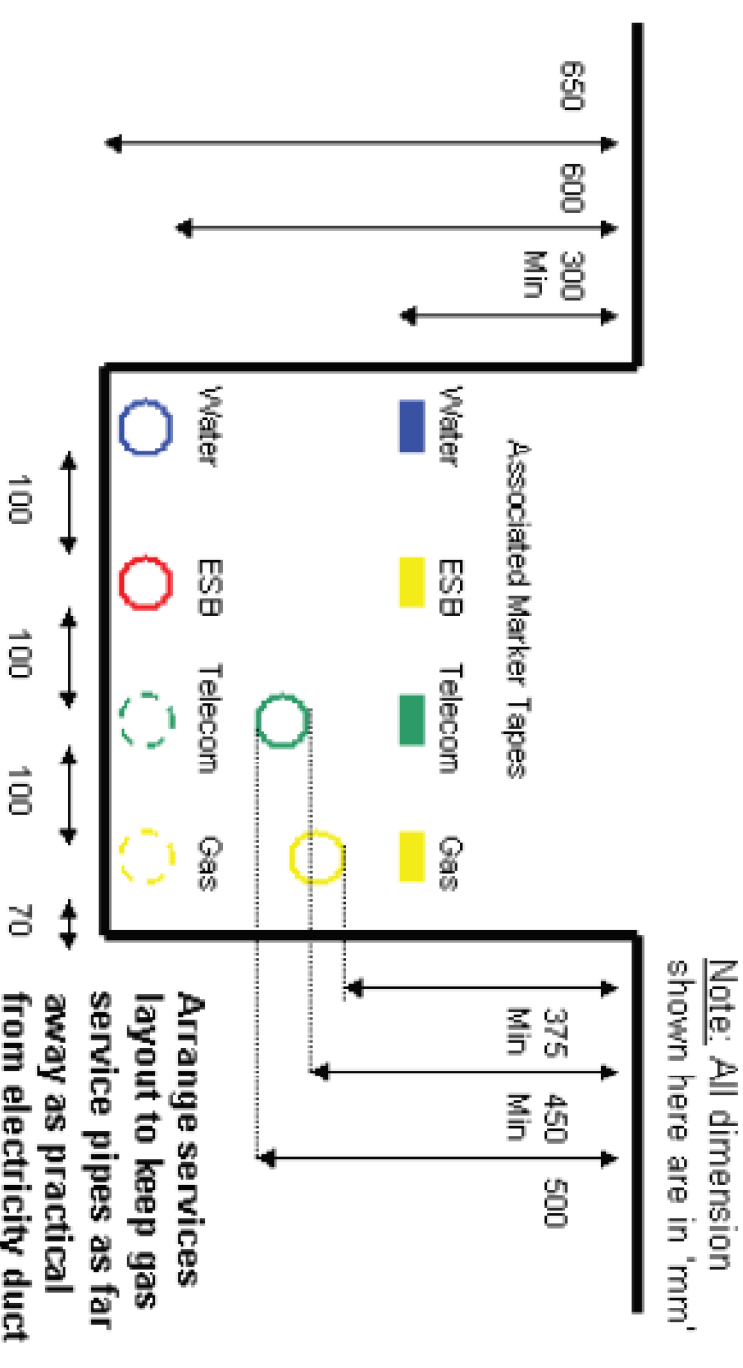 Note: All dimension
shown here are in 'mm'
650
600
300
Min
375
Min
450
Min
500
Associated Marker Tapes
Water
ESB
Telecom
Gas
Water
ESB
Telecom
Gas
100
100
100
70
Arrange services
layout to keep gas
service pipes as far
away as practical
from electricity duct